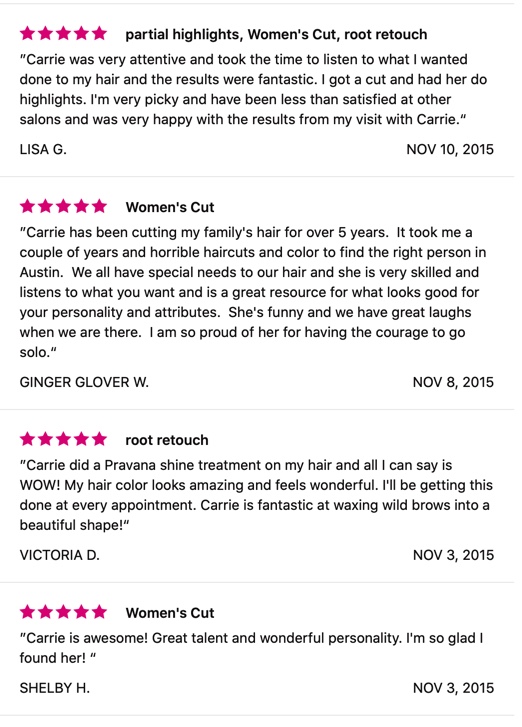 partial highlights, Women's Cut, root retouch
"Carrie was very attentive and took the time to listen to what I wanted
done to my hair and the results were fantastic. I got a cut and had her do
highlights. I'm very picky and have been less than satisfied at other
salons and was very happy with the results from my visit with Carrie."
LISA G. NOV 10, 2015
Women's Cut
"Carrie has been cutting my family's hair for over 5 years.  It took me a
couple of years and horrible haircuts and color to find the right person in
Austin.  We all have special needs to our hair and she is very skilled and
listens to what you want and is a great resource for what looks good for
your personality and attributes.  She's funny and we have great laughs
when we are there.  I am so proud of her for having the courage to go
solo."
GINGER GLOVER W. NOV 8, 2015
root retouch
"Carrie did a Pravana shine treatment on my hair and all I can say is
WOW! My hair color looks amazing and feels wonderful. I'll be getting this
done at every appointment. Carrie is fantastic at waxing wild brows into a
beautiful shape!"
VICTORIA D. NOV 3, 2015
Women's Cut
"Carrie is awesome! Great talent and wonderful personality. I'm so glad I
found her! "
SHELBY H. NOV 3, 2015